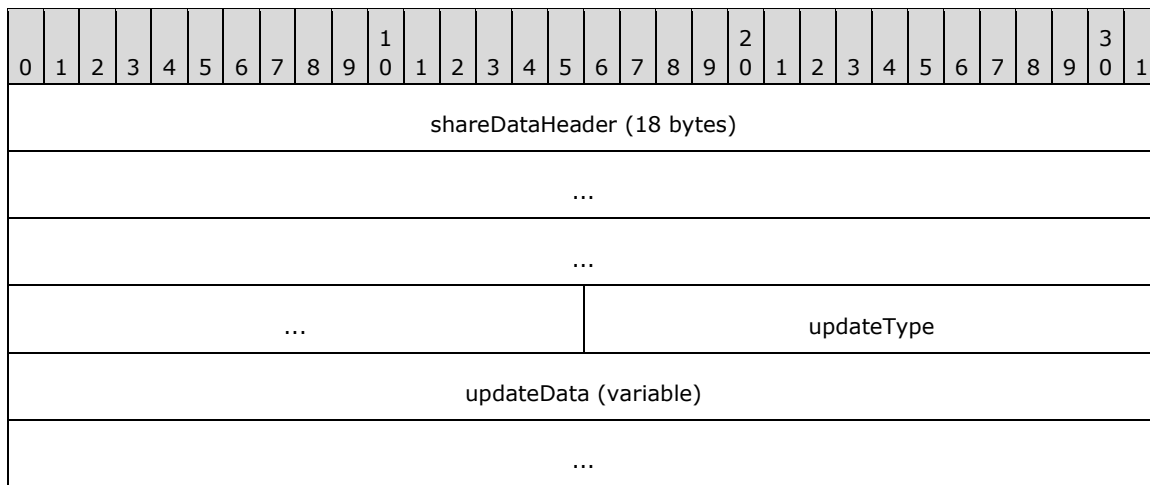 1 2 3
0 1 2 3 4 5 6 7 8 9 0 1 2 3 4 5 6 7 8 9 0 1 2 3 4 5 6 7 8 9 0 1
shareDataHeader (18 bytes)
...
...
... updateType
updateData (variable)
...